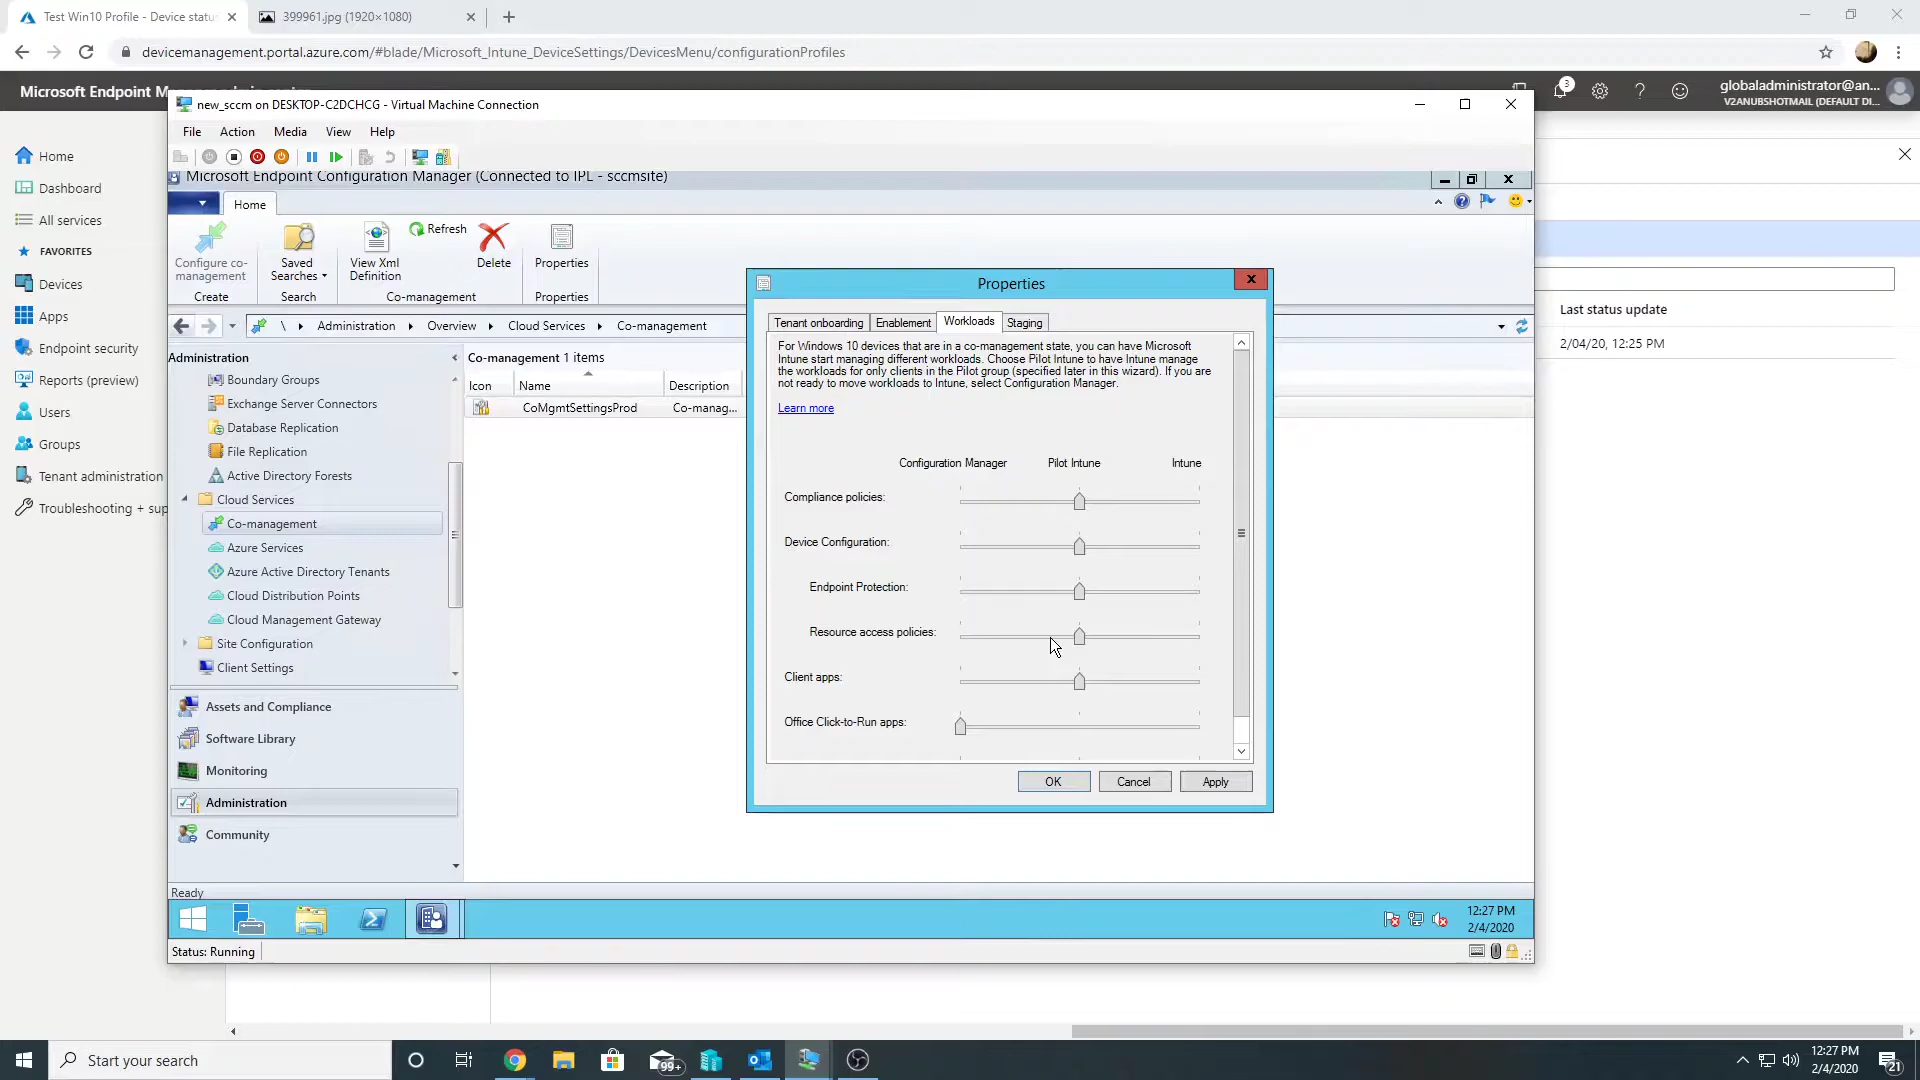 Test Win10 Profile - Device statu
399961.jpg (1920×1080)
devicemanagement.portal.azure.com/#blade/Microsoft_Intune_DeviceSettings/DevicesMenu/configurationProfiles
Microsoft Endpoint M
3
globaladministrator@an...
V2ANUBSHOTMAIL (DEFAULT DI...
Home
Dashboard
All services
FAVORITES
Devices
Apps
Endpoint security
Reports (preview)
Users
Groups
Tenant administration
Troubleshooting + sup
Last status update
2/04/20, 12:25 PM
new_sccm on DESKTOP-C2DCHCG - Virtual Machine Connection
File Action Media View Help
Microsoft Endpoint Configuration Manager (Connected to IPL - sccmsite)
Home
Configure co-
management
Create
Saved
Searches
Search
View Xml
Definition
Refresh
Delete
Co-management
Properties
Properties
\ Administration Overview Cloud Services Co-management
Administration
Boundary Groups
Exchange Server Connectors
Database Replication
File Replication
Active Directory Forests
Cloud Services
Co-management
Azure Services
Azure Active Directory Tenants
Cloud Distribution Points
Cloud Management Gateway
Site Configuration
Client Settings
Assets and Compliance
Software Library
Monitoring
Administration
Community
Co-management 1 items
Icon Name Description
CoMgmtSettingsProd Co-manag...
Properties
Tenant onboarding Enablement Workloads Staging
For Windows 10 devices that are in a co-management state, you can have Microsoft
Intune start managing different workloads. Choose Pilot Intune to have Intune manage
the workloads for only clients in the Pilot group (specified later in this wizard). If you are
not ready to move workloads to Intune, select Configuration Manager.
Learn more
Configuration Manager Pilot Intune Intune
Compliance policies:
Device Configuration:
Endpoint Protection:
Resource access policies:
Client apps:
Office Click-to-Run apps:
OK Cancel Apply
Ready
12:27 PM
2/4/2020
Status: Running
Start your search
99+
12:27 PM
2/4/2020
21